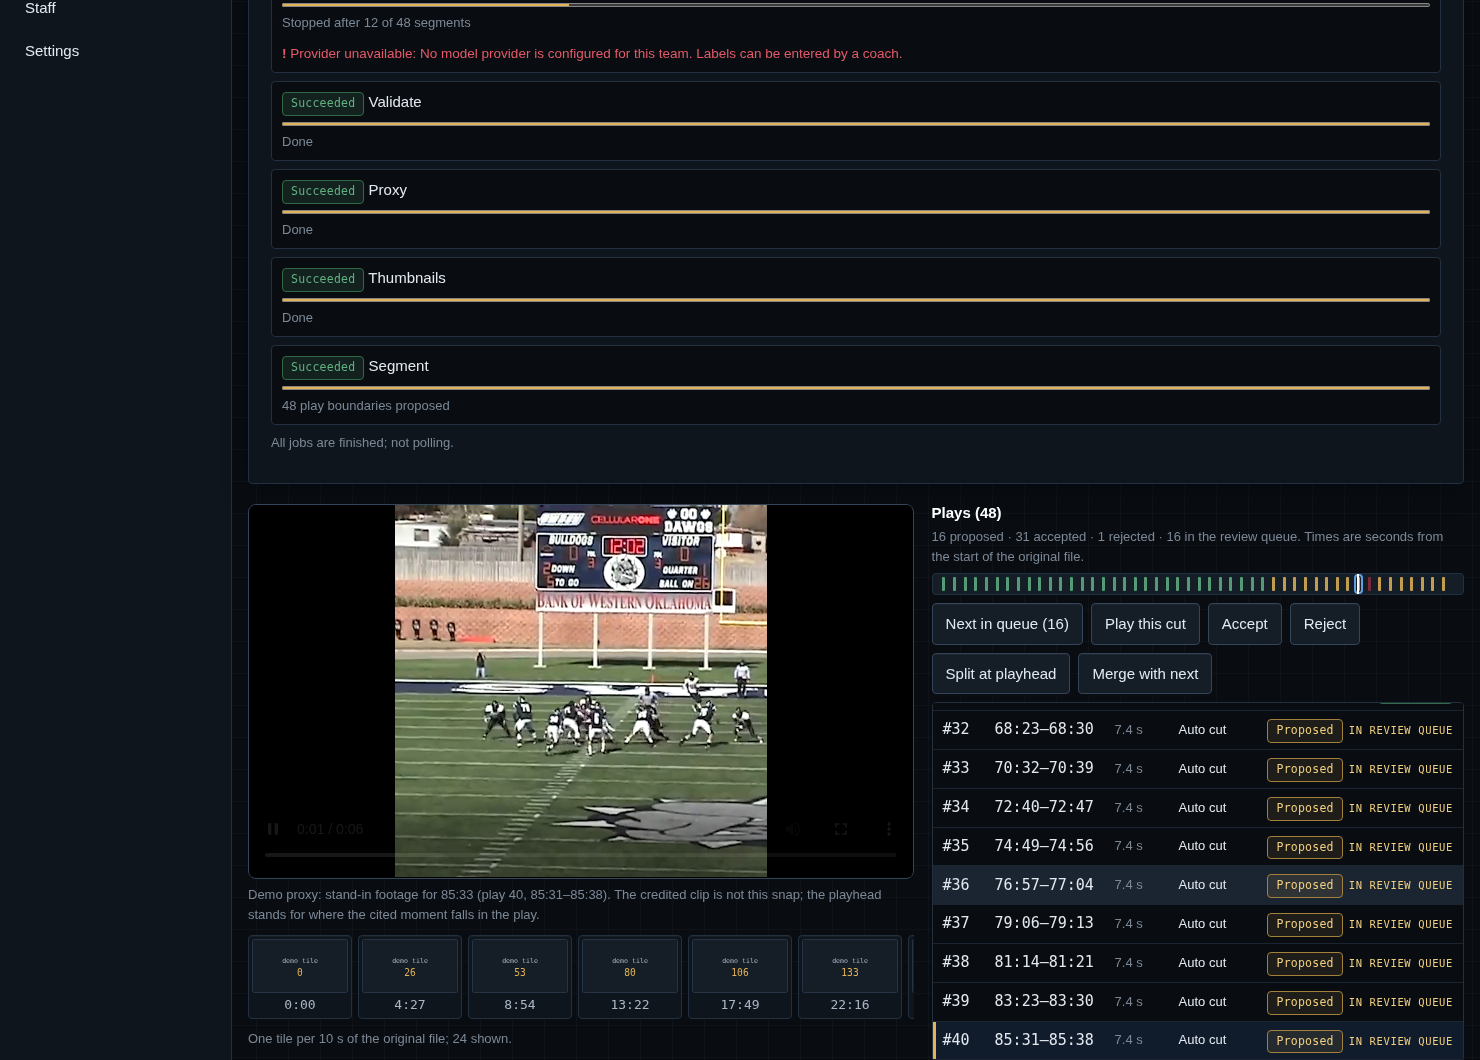 Staff
Settings
Stopped after 12 of 48 segments
! Provider unavailable: No model provider is configured for this team. Labels can be entered by a coach.
Succeeded Validate
Done
Succeeded Proxy
Done
Succeeded Thumbnails
Done
Succeeded Segment
48 play boundaries proposed
All jobs are finished; not polling.
CELLULARONE
DAWGS
BULLDOGS 12:02 VISITOR
DOWN QUARTER
TO GO BALL ON
BANK OF WESTERN OKLAHOMA
0:01 / 0:06
Demo proxy: stand-in footage for 85:33 (play 40, 85:31–85:38). The credited clip is not this snap; the playhead
stands for where the cited moment falls in the play.
demo tile demo tile demo tile demo tile demo tile demo tile
0 26 53 80 106 133
0:00 4:27 8:54 13:22 17:49 22:16
One tile per 10 s of the original file; 24 shown.
Plays (48)
16 proposed · 31 accepted · 1 rejected · 16 in the review queue. Times are seconds from
the start of the original file.
Next in queue (16) Play this cut Accept Reject
Split at playhead Merge with next
#32 68:23–68:30 7.4 s Auto cut Proposed IN REVIEW QUEUE
#33 70:32–70:39 7.4 s Auto cut Proposed IN REVIEW QUEUE
#34 72:40–72:47 7.4 s Auto cut Proposed IN REVIEW QUEUE
#35 74:49–74:56 7.4 s Auto cut Proposed IN REVIEW QUEUE
#36 76:57–77:04 7.4 s Auto cut Proposed IN REVIEW QUEUE
#37 79:06–79:13 7.4 s Auto cut Proposed IN REVIEW QUEUE
#38 81:14–81:21 7.4 s Auto cut Proposed IN REVIEW QUEUE
#39 83:23–83:30 7.4 s Auto cut Proposed IN REVIEW QUEUE
#40 85:31–85:38 7.4 s Auto cut Proposed IN REVIEW QUEUE